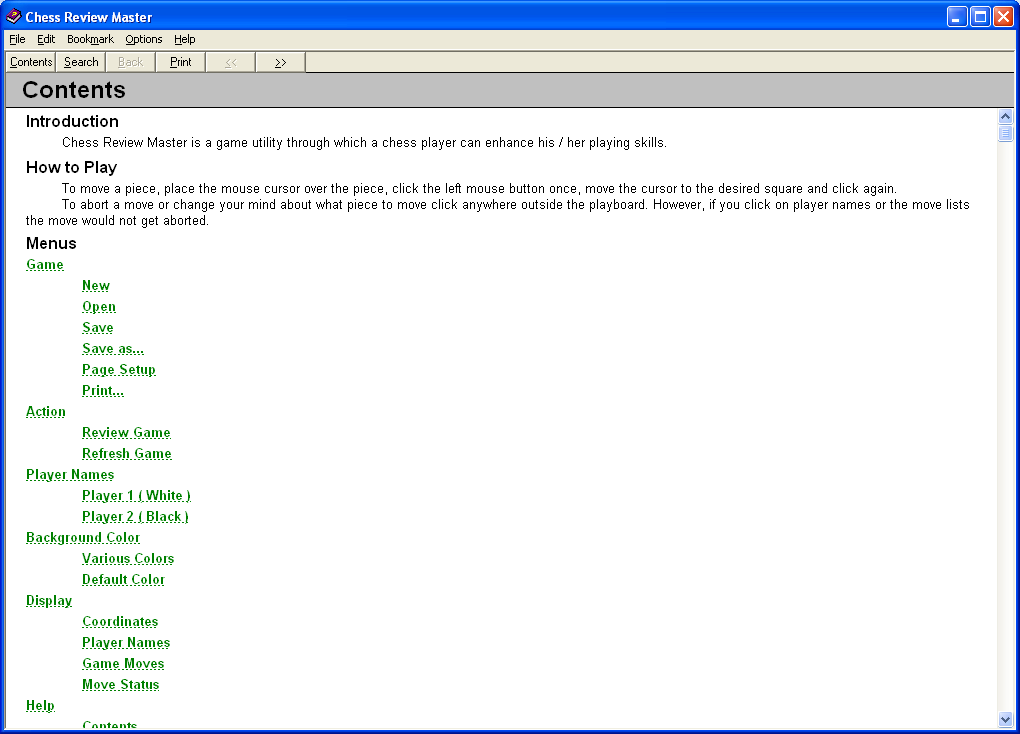 Chess Review Master
File Edit Bookmark Options Help
Contents Search Back Print << >>
Contents
Introduction
Chess Review Master is a game utility through which a chess player can enhance his / her playing skills.
How to Play
To move a piece, place the mouse cursor over the piece, click the left mouse button once, move the cursor to the desired square and click again.
To abort a move or change your mind about what piece to move click anywhere outside the playboard. However, if you click on player names or the move lists
the move would not get aborted.
Menus
Game
New
Open
Save
Save as...
Page Setup
Print...
Action
Review Game
Refresh Game
Player Names
Player 1 ( White )
Player 2 ( Black )
Background Color
Various Colors
Default Color
Display
Coordinates
Player Names
Game Moves
Move Status
Help
Contents